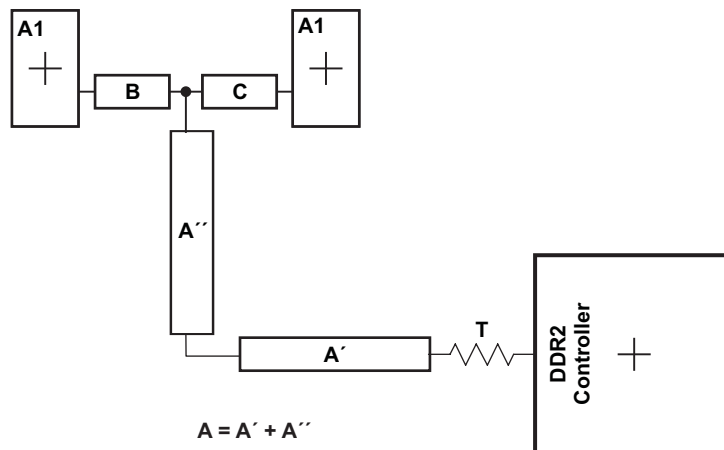 A1
A1
B
C
A´´
T
A´
DDR2
Controller
A = A´ + A´´